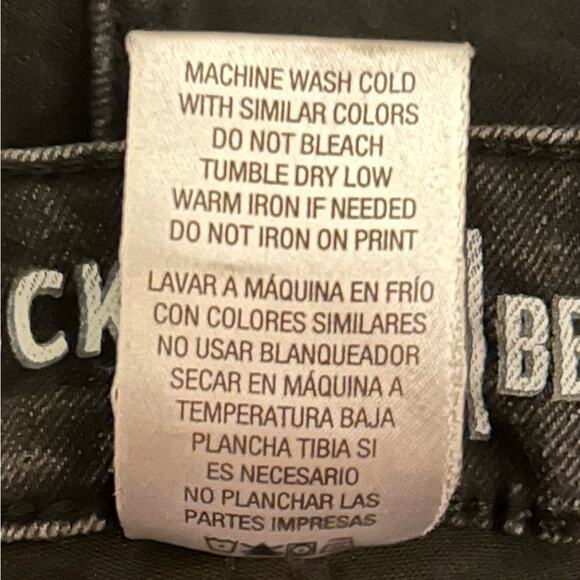 MACHINE WASH COLD
WITH SIMILAR COLORS
DO NOT BLEACH
TUMBLE DRY LOW
WARM IRON IF NEEDED
DO NOT IRON ON PRINT
LAVAR A MÁQUINA EN FRÍO
CON COLORES SIMILARES
NO USAR BLANQUEADOR
SECAR EN MÁQUINA A
TEMPERATURA BAJA
PLANCHA TIBIA SI
ES NECESARIO
NO PLANCHAR LAS
PARTES IMPRESAS
CK
BE